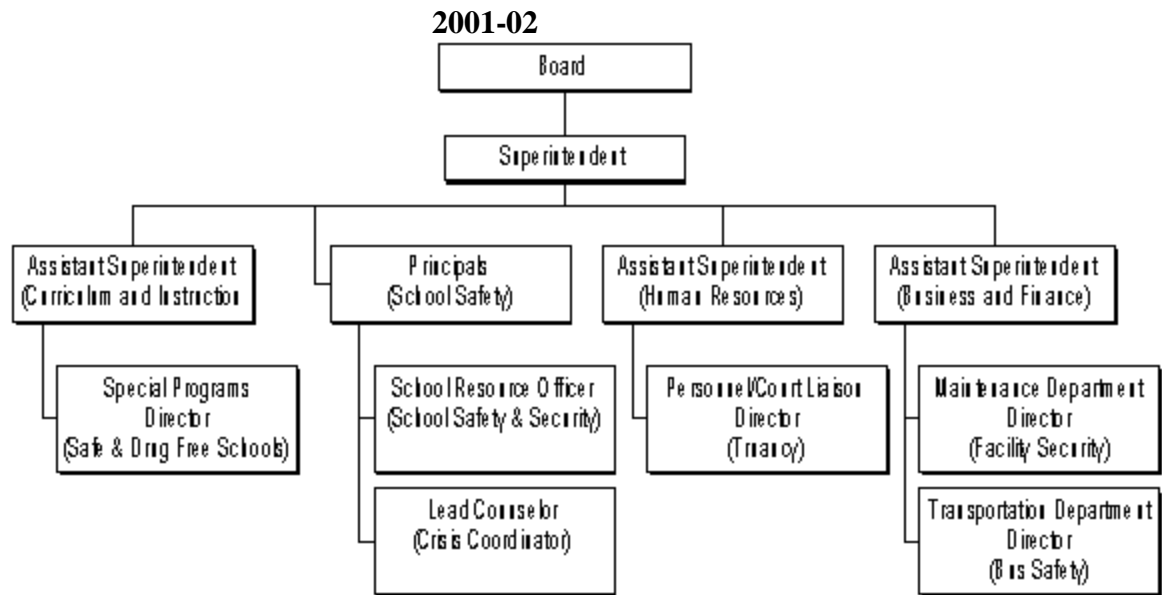 2001-02
Board
Superintendent
Assistant Superintendent
(Curriculum and Instruction
Principals
(School Safety)
Assistant Superintendent
(Human Resources)
Assistant Superintendent
(Business and Finance)
Special Programs
Director
(Safe & Drug Free Schools)
School Resource Officer
(School Safety & Security)
Personnel/Court Liaison
Director
(Truancy)
Maintenance Department
Director
(Facility Security)
Lead Counselor
(Crisis Coordinator)
Transportation Department
Director
(Bus Safety)